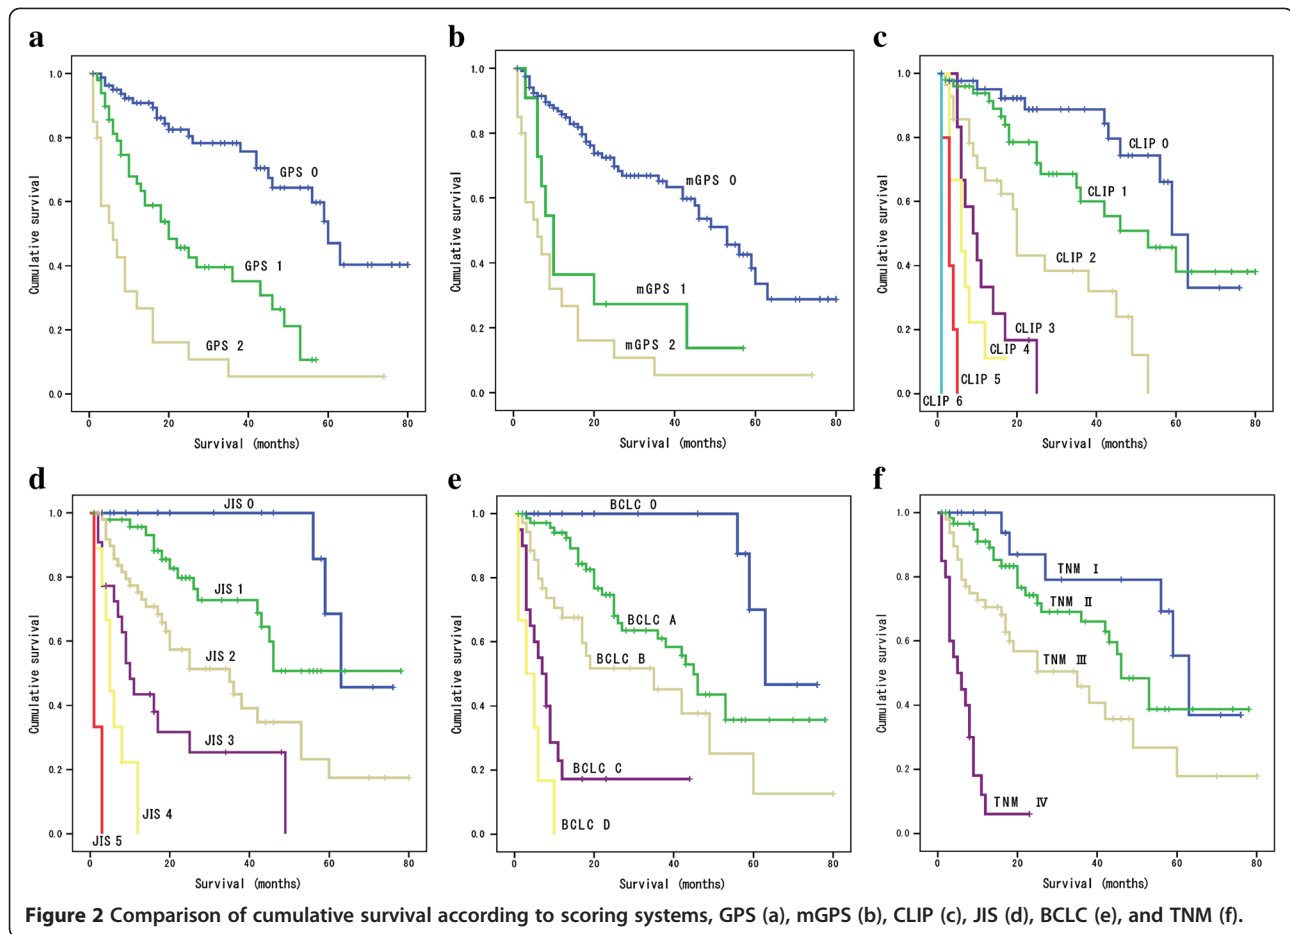 a
1.0
0.8
0.6
0.4
0.2
0.0
Cumulative survival
GPS 0
GPS 1
GPS 2
0 20 40 60 80
Survival (months)
b
1.0
0.8
0.6
0.4
0.2
0.0
Cumulative survival
mGPS 0
mGPS 1
mGPS 2
0 20 40 60 80
Survival (months)
c
1.0
0.8
0.6
0.4
0.2
0.0
Cumulative survival
CLIP 0
CLIP 1
CLIP 2
CLIP 3
CLIP 4
CLIP 5
CLIP 6
0 20 40 60 80
Survival (months)
d
1.0
0.8
0.6
0.4
0.2
0.0
Cumulative survival
JIS 0
JIS 1
JIS 2
JIS 3
JIS 4
JIS 5
0 20 40 60 80
Survival (months)
e
1.0
0.8
0.6
0.4
0.2
0.0
Cumulative survival
BCLC 0
BCLC A
BCLC B
BCLC C
BCLC D
0 20 40 60 80
Survival (months)
f
1.0
0.8
0.6
0.4
0.2
0.0
Cumulative survival
TNM Ⅰ
TNM Ⅱ
TNM Ⅲ
TNM Ⅳ
0 20 40 60 80
Survival (months)
Figure 2 Comparison of cumulative survival according to scoring systems, GPS (a), mGPS (b), CLIP (c), JIS (d), BCLC (e), and TNM (f).